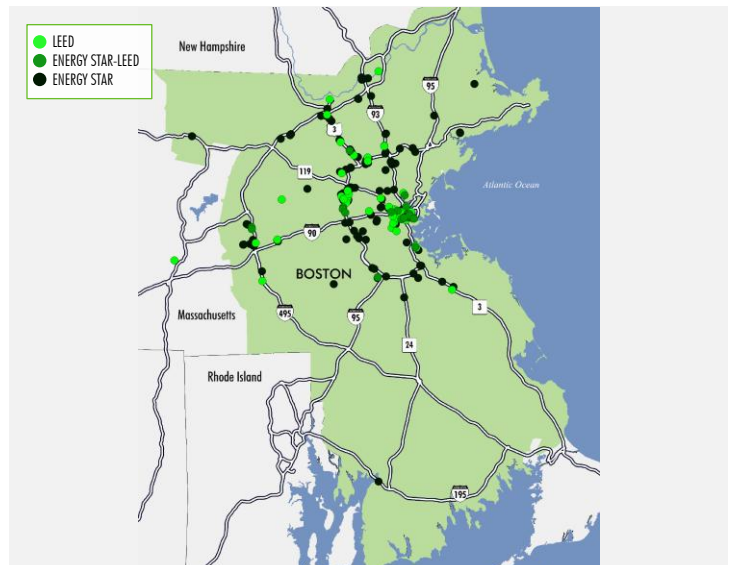 LEED
ENERGY STAR-LEED
ENERGY STAR
New Hampshire
95
93
3
119
Atlantic Ocean
90
BOSTON
Massachusetts
495
95
3
24
Rhode Island
195